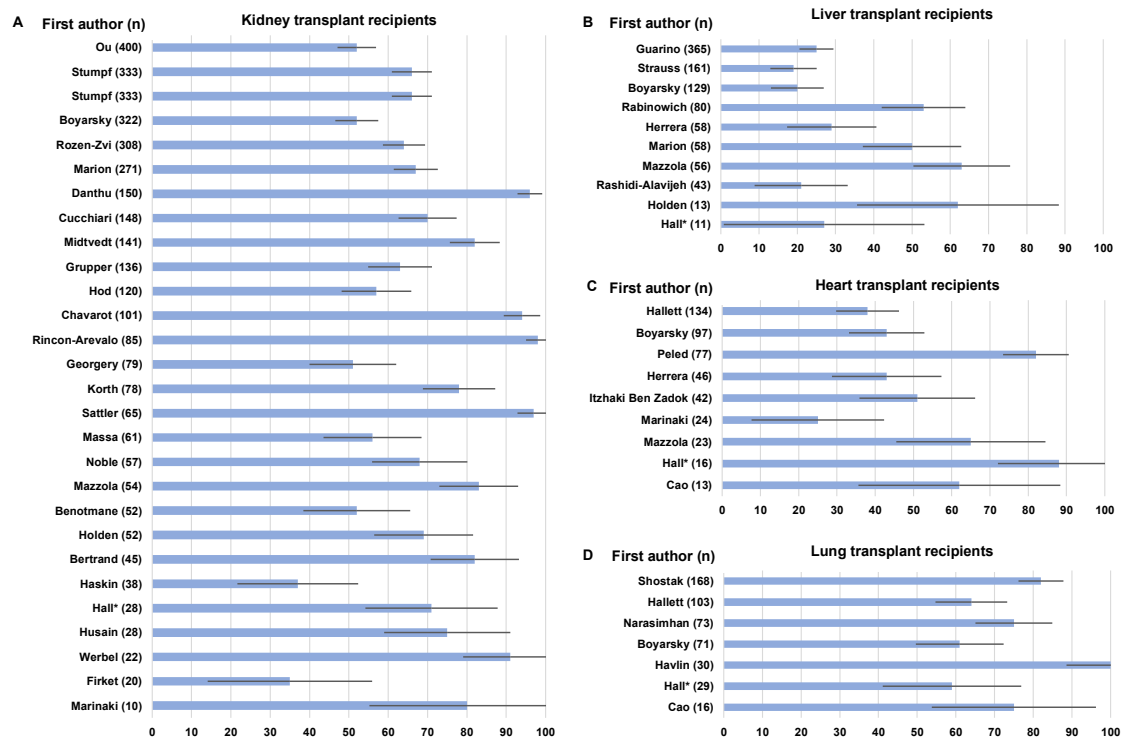 A First author (n) Kidney transplant recipients
Ou (400)
Stumpf (333)
Stumpf (333)
Boyarsky (322)
Rozen-Zvi (308)
Marion (271)
Danthu (150)
Cucchiari (148)
Midtvedt (141)
Grupper (136)
Hod (120)
Chavarot (101)
Rincon-Arevalo (85)
Georgery (79)
Korth (78)
Sattler (65)
Massa (61)
Noble (57)
Mazzola (54)
Benotmane (52)
Holden (52)
Bertrand (45)
Haskin (38)
Hall* (28)
Husain (28)
Werbel (22)
Firket (20)
Marinaki (10)
0 10 20 30 40 50 60 70 80 90 100
B First author (n) Liver transplant recipients
Guarino (365)
Strauss (161)
Boyarsky (129)
Rabinowich (80)
Herrera (58)
Marion (58)
Mazzola (56)
Rashidi-Alavijeh (43)
Holden (13)
Hall* (11)
0 10 20 30 40 50 60 70 80 90 100
C First author (n) Heart transplant recipients
Hallett (134)
Boyarsky (97)
Peled (77)
Herrera (46)
Itzhaki Ben Zadok (42)
Marinaki (24)
Mazzola (23)
Hall* (16)
Cao (13)
0 10 20 30 40 50 60 70 80 90 100
D First author (n) Lung transplant recipients
Shostak (168)
Hallett (103)
Narasimhan (73)
Boyarsky (71)
Havlin (30)
Hall* (29)
Cao (16)
0 10 20 30 40 50 60 70 80 90 100